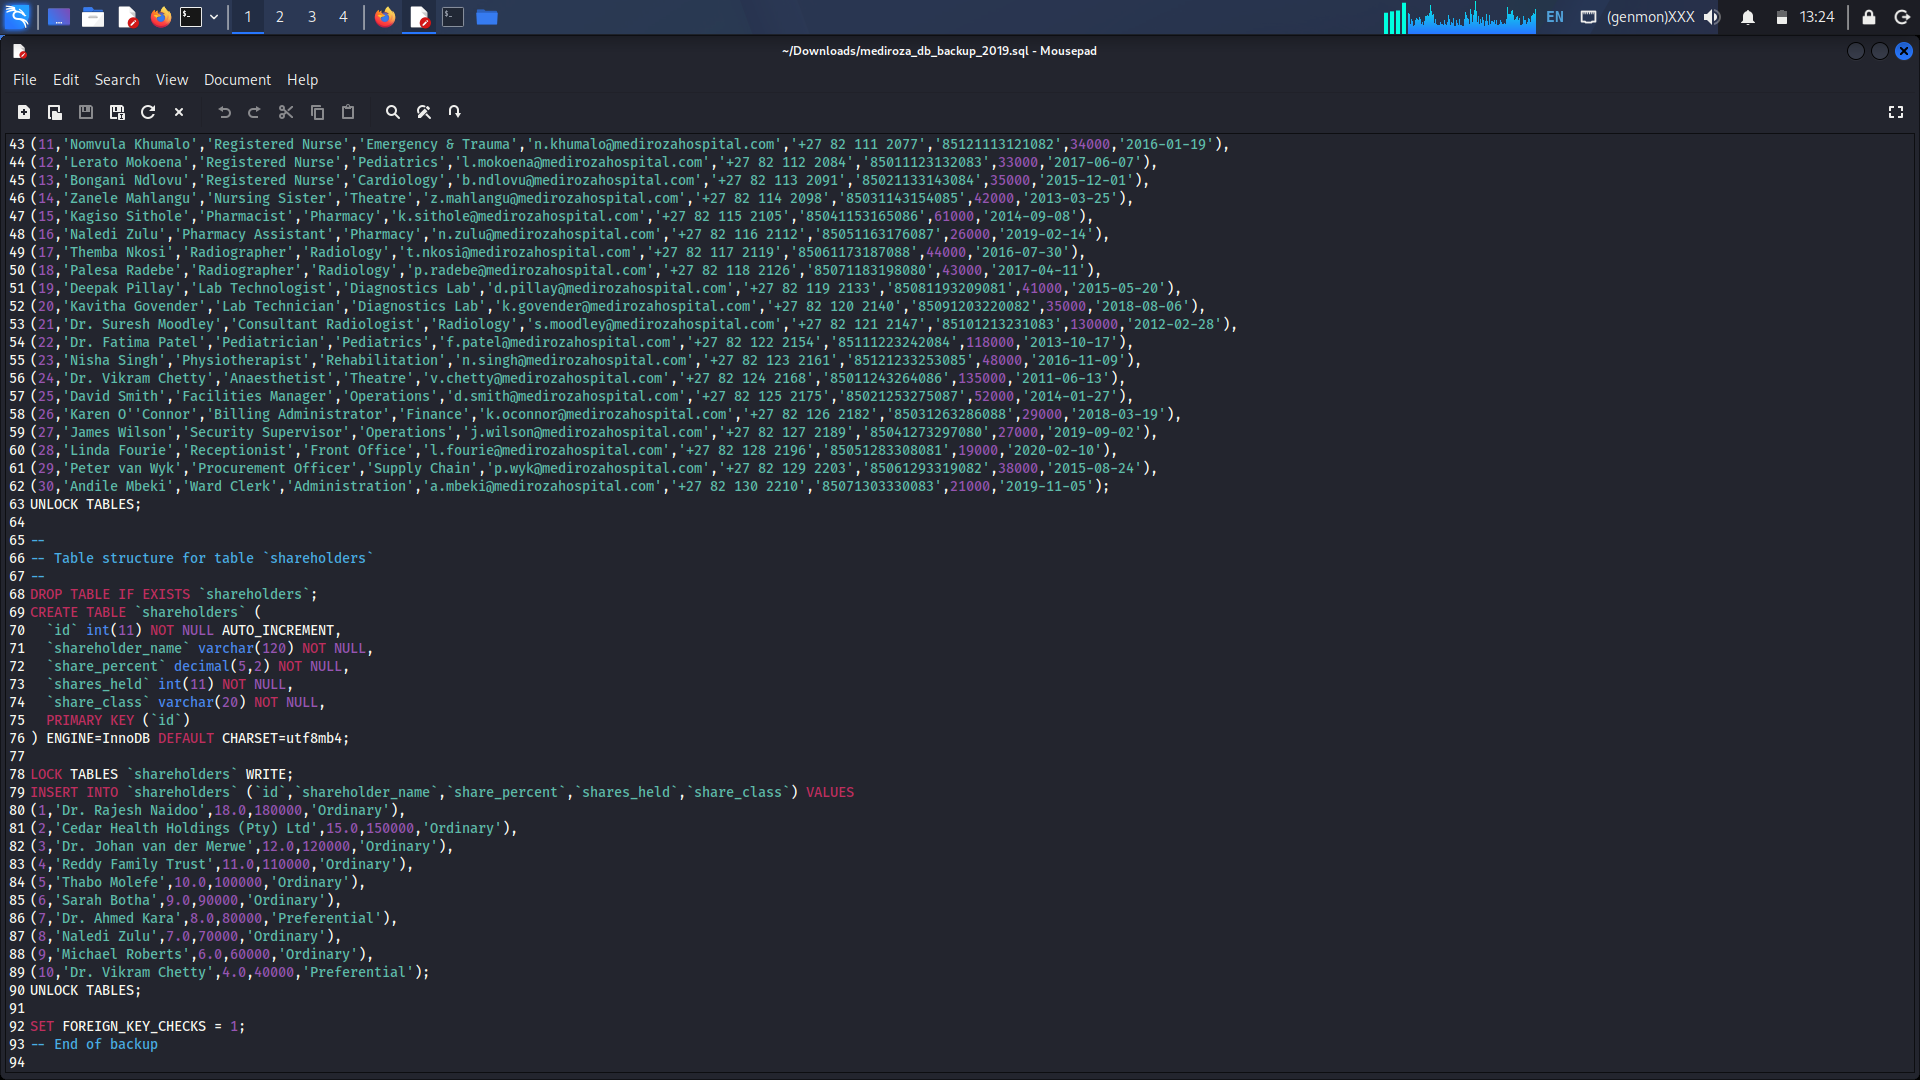 1 2 3 4 EN (genmon)XXX 13:24
~/Downloads/mediroza_db_backup_2019.sql - Mousepad
File Edit Search View Document Help
43 (11,'Nomvula Khumalo','Registered Nurse','Emergency & Trauma','n.khumalo@medirozahospital.com','+27 82 111 2077','85121113121082',34000,'2016-01-19'),
44 (12,'Lerato Mokoena','Registered Nurse','Pediatrics','l.mokoena@medirozahospital.com','+27 82 112 2084','85011123132083',33000,'2017-06-07'),
45 (13,'Bongani Ndlovu','Registered Nurse','Cardiology','b.ndlovu@medirozahospital.com','+27 82 113 2091','85021133143084',35000,'2015-12-01'),
46 (14,'Zanele Mahlangu','Nursing Sister','Theatre','z.mahlangu@medirozahospital.com','+27 82 114 2098','85031143154085',42000,'2013-03-25'),
47 (15,'Kagiso Sithole','Pharmacist','Pharmacy','k.sithole@medirozahospital.com','+27 82 115 2105','85041153165086',61000,'2014-09-08'),
48 (16,'Naledi Zulu','Pharmacy Assistant','Pharmacy','n.zulu@medirozahospital.com','+27 82 116 2112','85051163176087',26000,'2019-02-14'),
49 (17,'Themba Nkosi','Radiographer','Radiology','t.nkosi@medirozahospital.com','+27 82 117 2119','85061173187088',44000,'2016-07-30'),
50 (18,'Palesa Radebe','Radiographer','Radiology','p.radebe@medirozahospital.com','+27 82 118 2126','85071183198080',43000,'2017-04-11'),
51 (19,'Deepak Pillay','Lab Technologist','Diagnostics Lab','d.pillay@medirozahospital.com','+27 82 119 2133','85081193209081',41000,'2015-05-20'),
52 (20,'Kavitha Govender','Lab Technician','Diagnostics Lab','k.govender@medirozahospital.com','+27 82 120 2140','85091203220082',35000,'2018-08-06'),
53 (21,'Dr. Suresh Moodley','Consultant Radiologist','Radiology','s.moodley@medirozahospital.com','+27 82 121 2147','85101213231083',130000,'2012-02-28'),
54 (22,'Dr. Fatima Patel','Pediatrician','Pediatrics','f.patel@medirozahospital.com','+27 82 122 2154','85111223242084',118000,'2013-10-17'),
55 (23,'Nisha Singh','Physiotherapist','Rehabilitation','n.singh@medirozahospital.com','+27 82 123 2161','85121233253085',48000,'2016-11-09'),
56 (24,'Dr. Vikram Chetty','Anaesthetist','Theatre','v.chetty@medirozahospital.com','+27 82 124 2168','85011243264086',135000,'2011-06-13'),
57 (25,'David Smith','Facilities Manager','Operations','d.smith@medirozahospital.com','+27 82 125 2175','85021253275087',52000,'2014-01-27'),
58 (26,'Karen O''Connor','Billing Administrator','Finance','k.oconnor@medirozahospital.com','+27 82 126 2182','85031263286088',29000,'2018-03-19'),
59 (27,'James Wilson','Security Supervisor','Operations','j.wilson@medirozahospital.com','+27 82 127 2189','85041273297080',27000,'2019-09-02'),
60 (28,'Linda Fourie','Receptionist','Front Office','l.fourie@medirozahospital.com','+27 82 128 2196','85051283308081',19000,'2020-02-10'),
61 (29,'Peter van Wyk','Procurement Officer','Supply Chain','p.wyk@medirozahospital.com','+27 82 129 2203','85061293319082',38000,'2015-08-24'),
62 (30,'Andile Mbeki','Ward Clerk','Administration','a.mbeki@medirozahospital.com','+27 82 130 2210','85071303330083',21000,'2019-11-05');
63 UNLOCK TABLES;
64
65 --
66 -- Table structure for table `shareholders`
67 --
68 DROP TABLE IF EXISTS `shareholders`;
69 CREATE TABLE `shareholders` (
70 `id` int(11) NOT NULL AUTO_INCREMENT,
71 `shareholder_name` varchar(120) NOT NULL,
72 `share_percent` decimal(5,2) NOT NULL,
73 `shares_held` int(11) NOT NULL,
74 `share_class` varchar(20) NOT NULL,
75 PRIMARY KEY (`id`)
76 ) ENGINE=InnoDB DEFAULT CHARSET=utf8mb4;
77
78 LOCK TABLES `shareholders` WRITE;
79 INSERT INTO `shareholders` (`id`,`shareholder_name`,`share_percent`,`shares_held`,`share_class`) VALUES
80 (1,'Dr. Rajesh Naidoo',18.0,180000,'Ordinary'),
81 (2,'Cedar Health Holdings (Pty) Ltd',15.0,150000,'Ordinary'),
82 (3,'Dr. Johan van der Merwe',12.0,120000,'Ordinary'),
83 (4,'Reddy Family Trust',11.0,110000,'Ordinary'),
84 (5,'Thabo Molefe',10.0,100000,'Ordinary'),
85 (6,'Sarah Botha',9.0,90000,'Ordinary'),
86 (7,'Dr. Ahmed Kara',8.0,80000,'Preferential'),
87 (8,'Naledi Zulu',7.0,70000,'Ordinary'),
88 (9,'Michael Roberts',6.0,60000,'Ordinary'),
89 (10,'Dr. Vikram Chetty',4.0,40000,'Preferential');
90 UNLOCK TABLES;
91
92 SET FOREIGN_KEY_CHECKS = 1;
93 -- End of backup
94